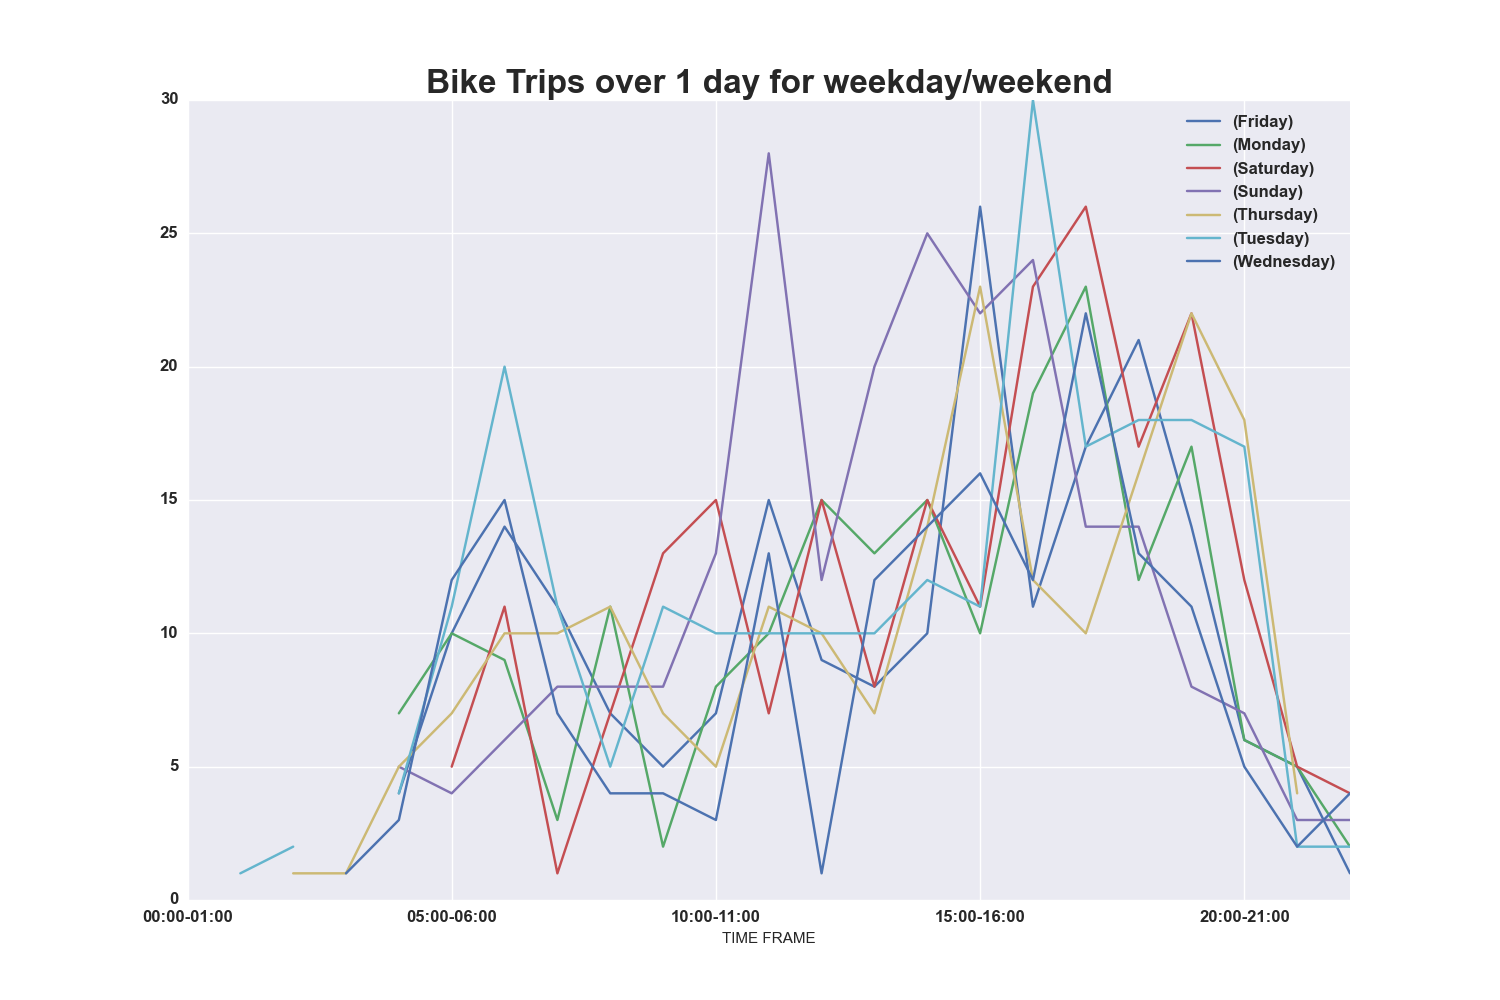 Bike Trips over 1 day for weekday/weekend
30
25
20
15
10
5
0
(Friday)
(Monday)
(Saturday)
(Sunday)
(Thursday)
(Tuesday)
(Wednesday)
00:00-01:00 05:00-06:00 10:00-11:00 15:00-16:00 20:00-21:00
TIME FRAME